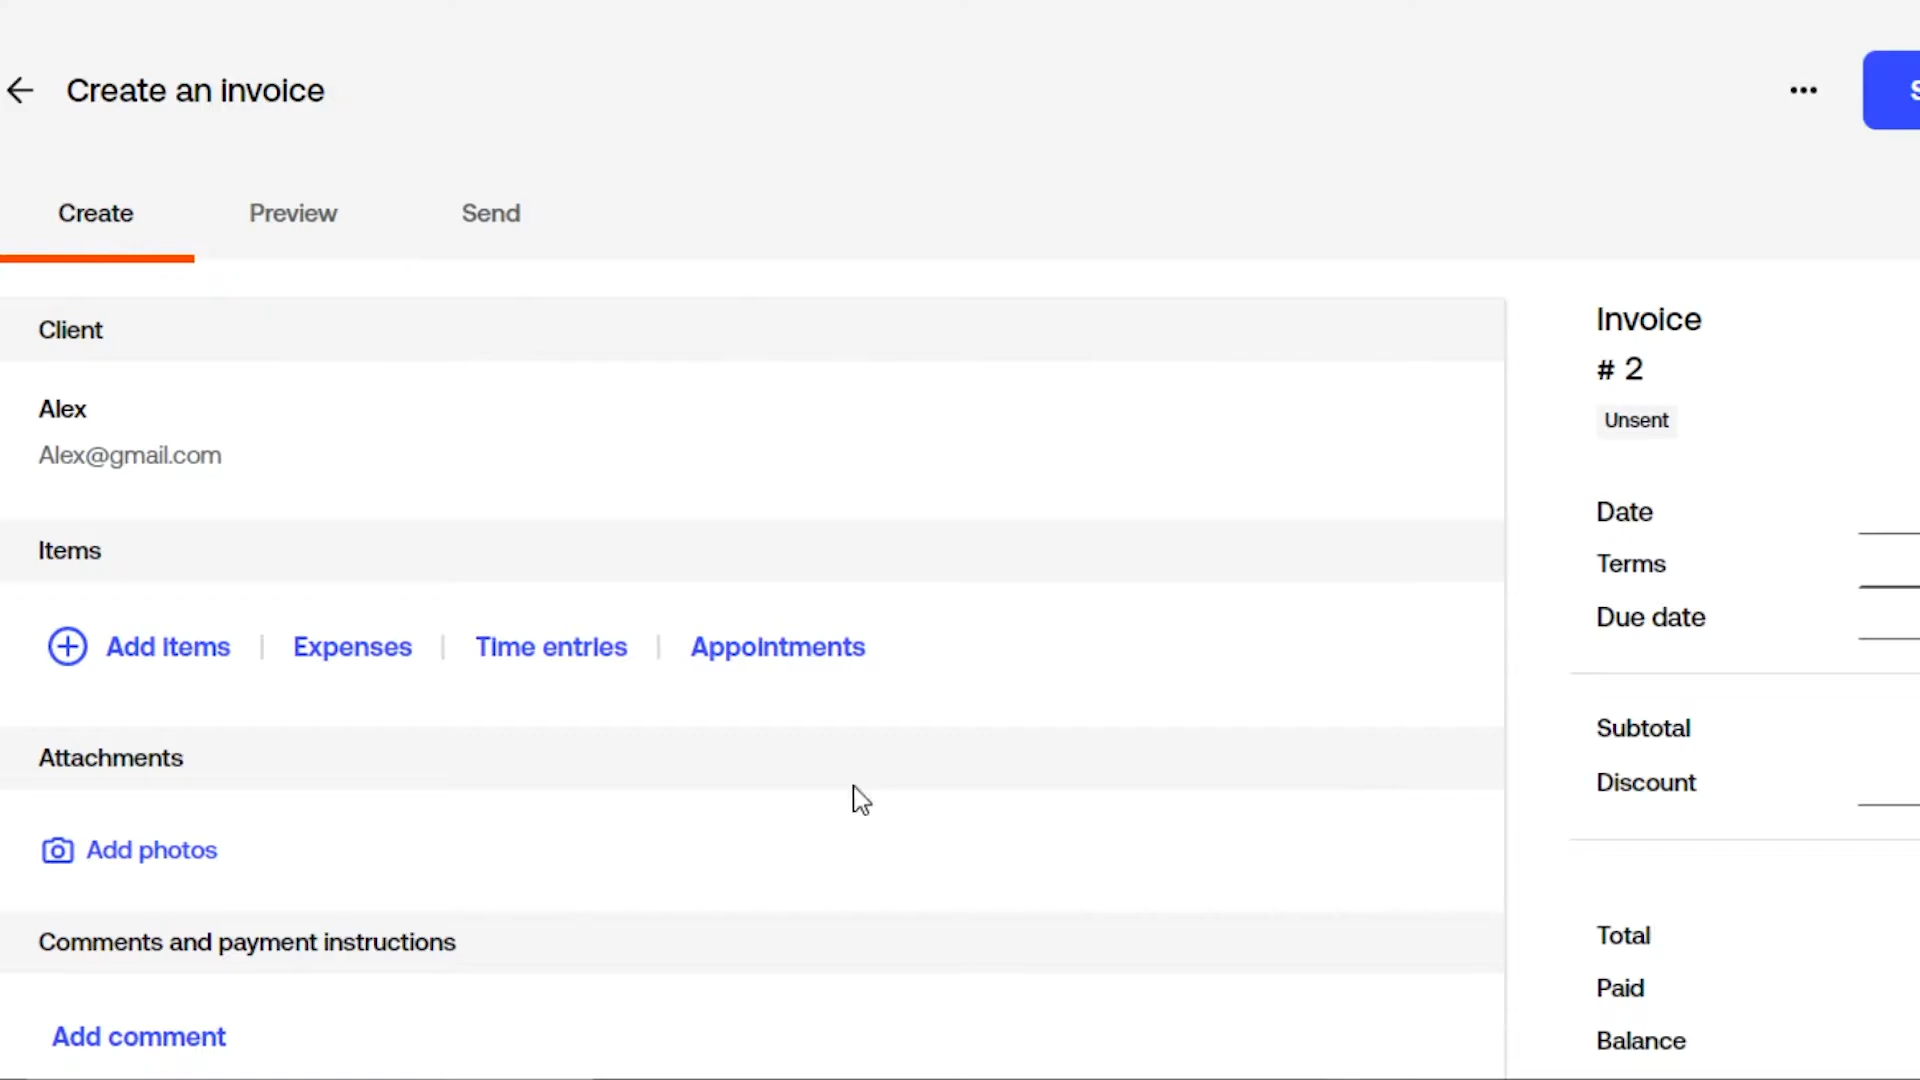 Create an invoice
Create
Preview
Send
Client
Alex
Alex@gmail.com
Items
Add items | Expenses | Time entries | Appointments
Attachments
Add photos
Comments and payment instructions
Add comment
Invoice
# 2
Unsent
Date
Terms
Due date
Subtotal
Discount
Total
Paid
Balance